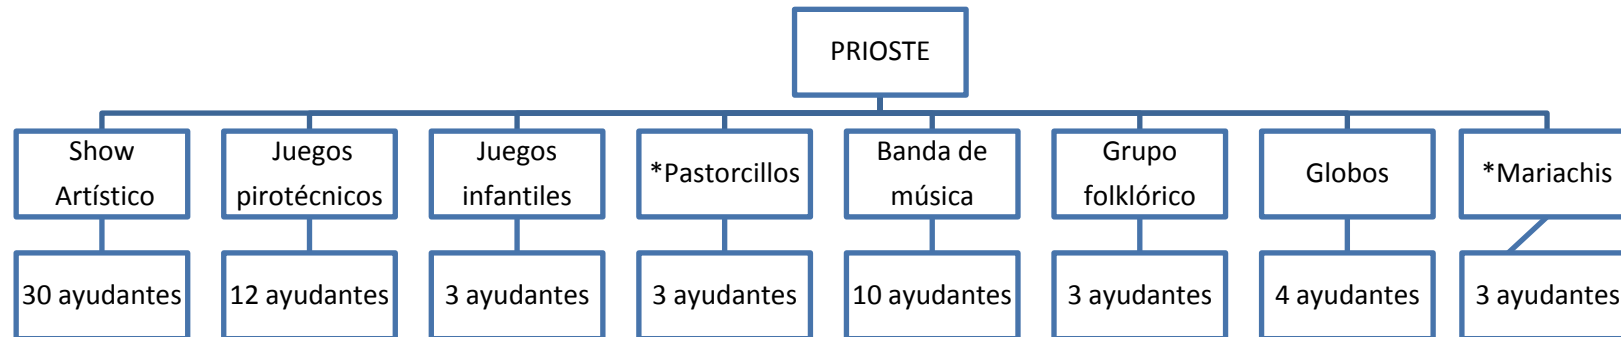 PRIOSTE
Show
Artístico
Juegos
pirotécnicos
Juegos
infantiles
*Pastorcillos
Banda de
música
Grupo
folklórico
Globos
*Mariachis
30 ayudantes
12 ayudantes
3 ayudantes
3 ayudantes
10 ayudantes
3 ayudantes
4 ayudantes
3 ayudantes